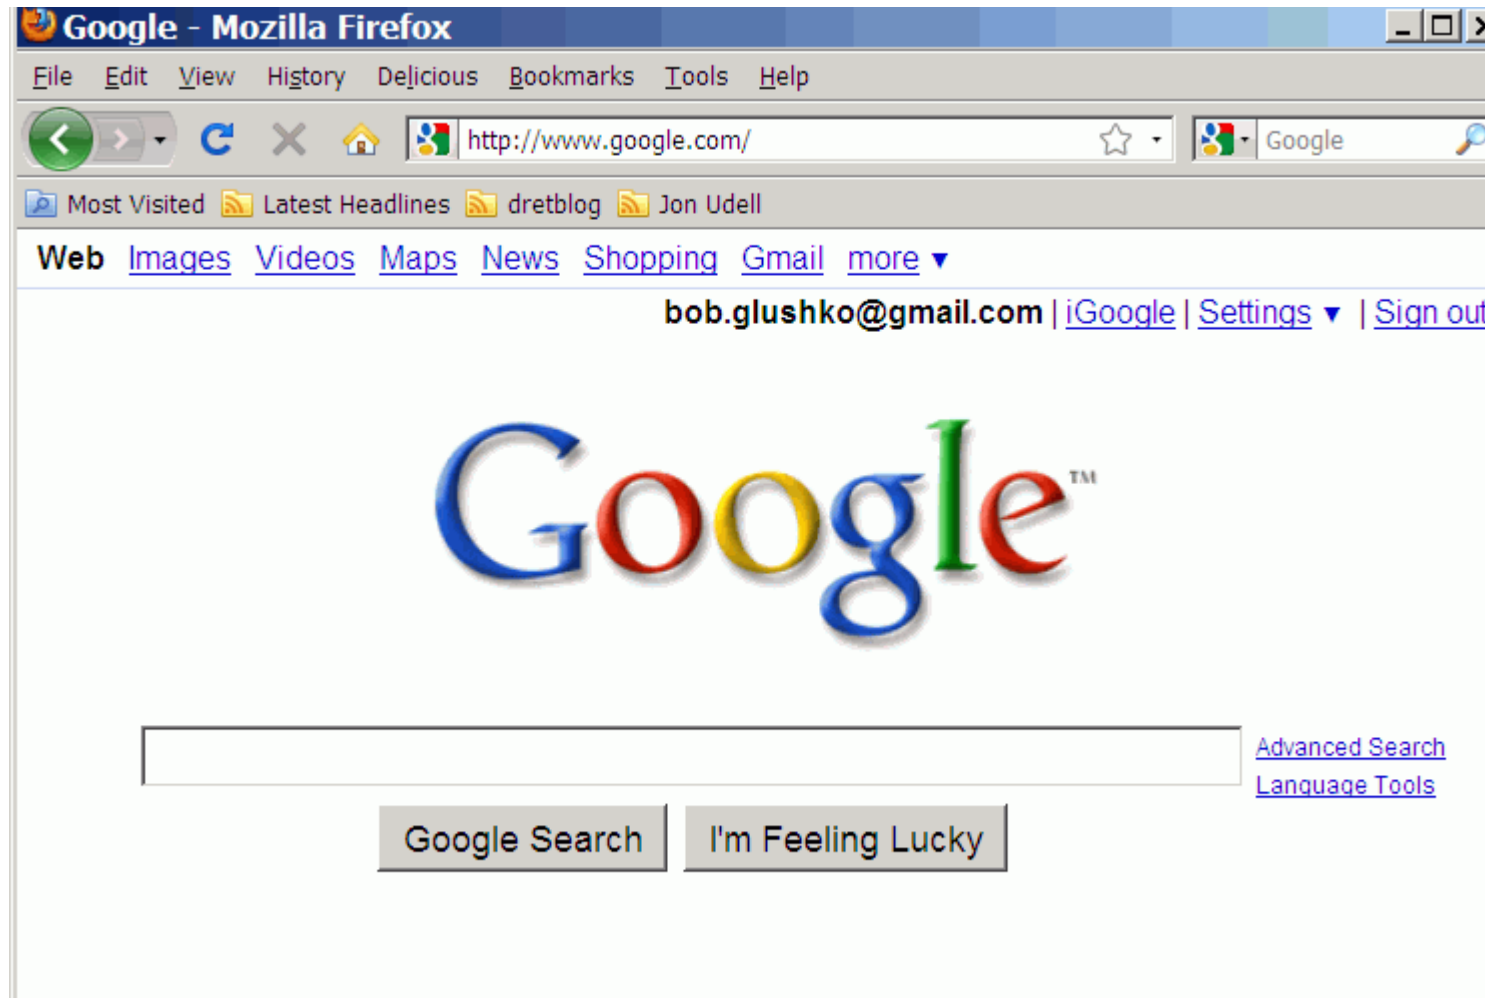 Google - Mozilla Firefox
File Edit View History Delicious Bookmarks Tools Help
http://www.google.com/ Google
Most Visited Latest Headlines dretblog Jon Udell
Web Images Videos Maps News Shopping Gmail more ▼
bob.glushko@gmail.com | iGoogle | Settings ▼ | Sign out
Google™
Advanced Search
Language Tools
Google Search I'm Feeling Lucky